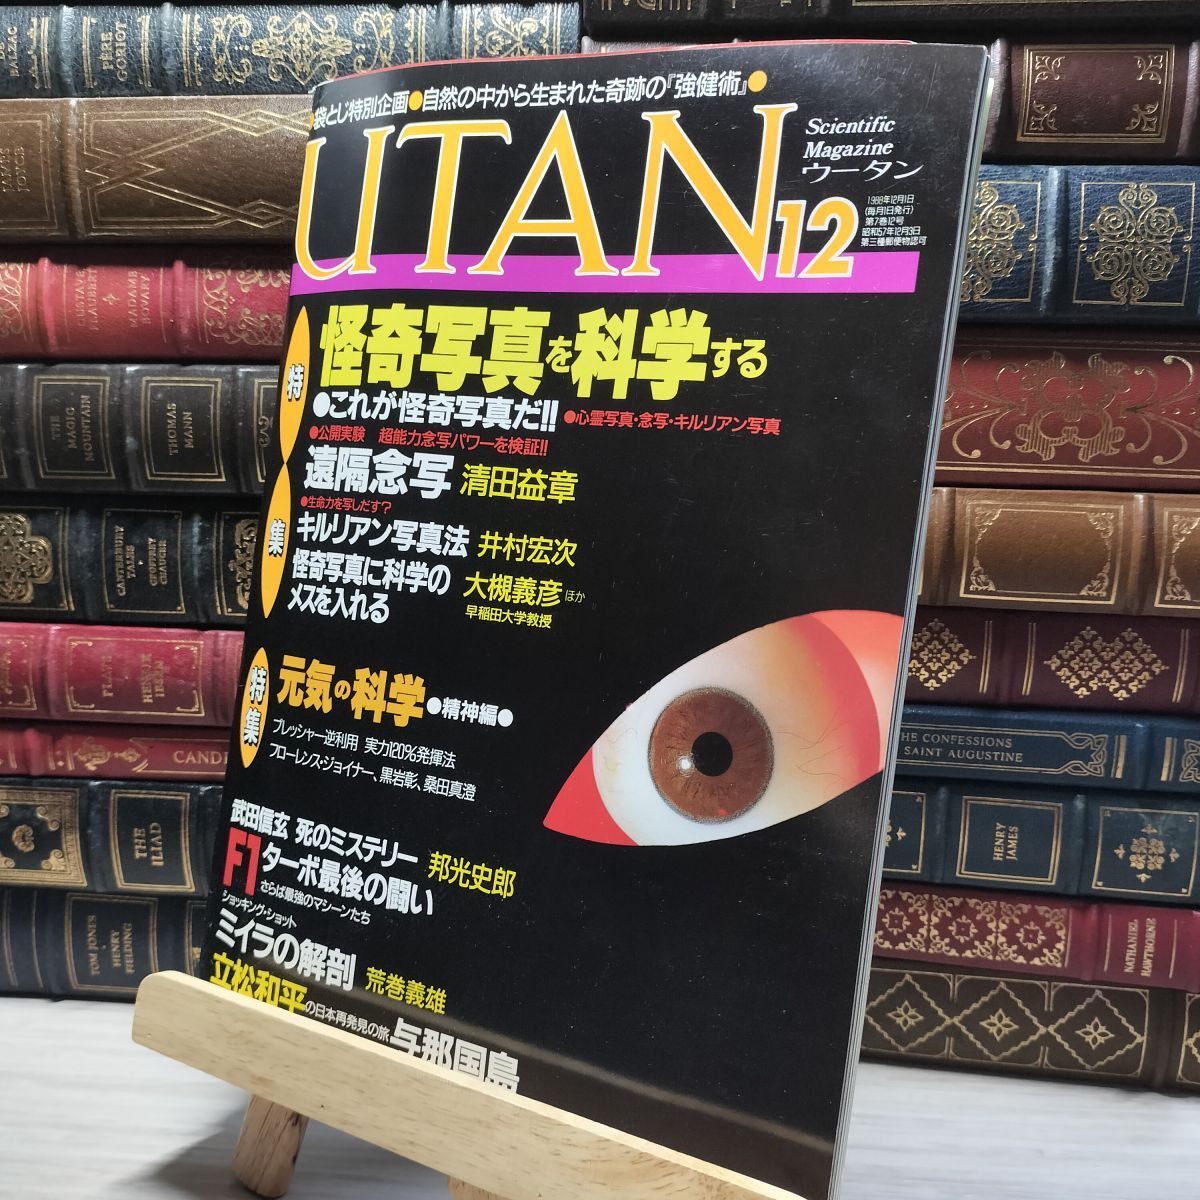 ●袋とじ特別企画●自然の中から生まれた奇跡の『強健術』●
UTAN
Scientific
Magazine
ウータン
12
1988年12月1日
(毎月1日発行)
第7巻12号
昭和57年12月3日
第三種郵便物認可
特集
怪奇写真を科学する
●これが怪奇写真だ!!
●心霊写真・念写・キルリアン写真
●公開実験 超能力念写パワーを検証!!
遠隔念写 清田益章
●生命力を写しだす?
キルリアン写真法 井村宏次
怪奇写真に科学の
メスを入れる
大槻義彦ほか
早稲田大学教授
特集
元気の科学●精神編●
プレッシャー逆利用 実力120%発揮法
フローレンス・ジョイナー、黒岩彰、桑田真澄
武田信玄 死のミステリー 邦光史郎
F1ターボ最後の闘い
さらば最強のマシーンたち
ショッキング・ショット
ミイラの解剖 荒巻義雄
立松和平の日本再発見の旅 与那国島
BALZAC
PÈRE
GORIOT
JAMES
JOYCE
GUSTAVE
FLAUBERT
MADAME
BOVARY
THE
MAGIC
MOUNTAIN
THOMAS
MANN
CANTERBURY
TALES
GEOFFREY
CHAUCER
PLAYS
HENRIK
IBSEN
CANDI
THE
ILIAD
TOM JONES
HENRY
FIELDING
THE CONFESSIONS
SAINT AUGUSTINE
HENRY
JAMES
NATHANIEL
HAWTHORNE